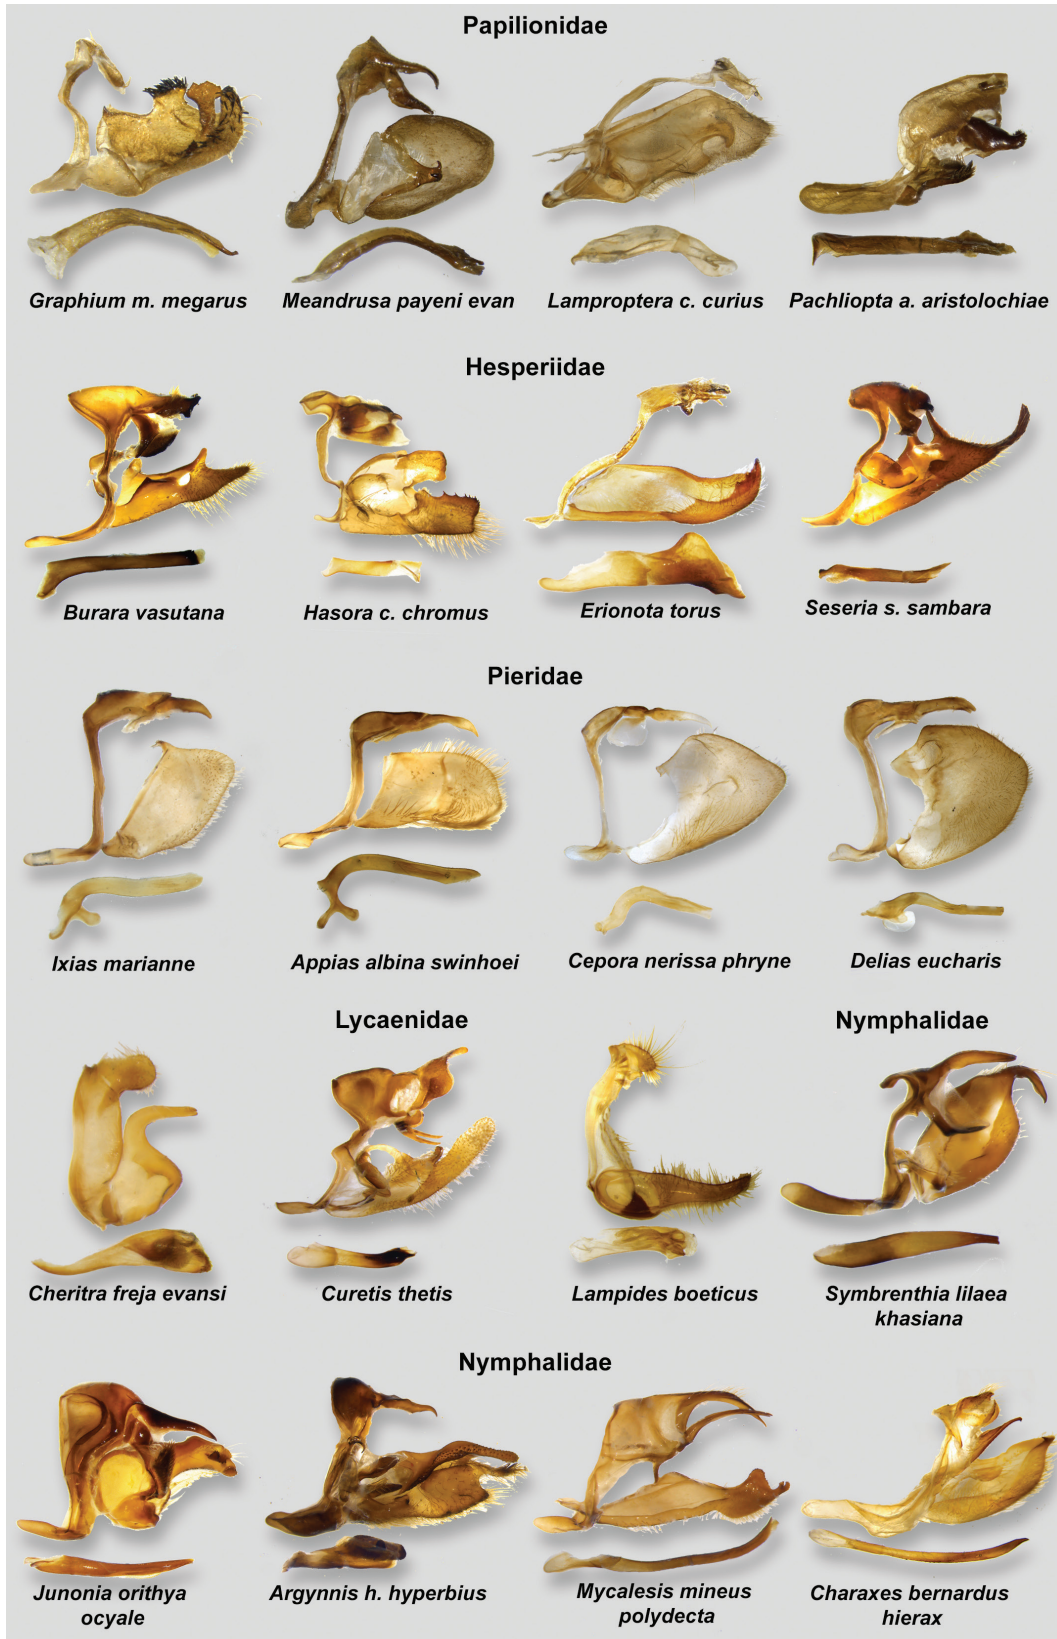 Papilionidae
Graphium m. megarus
Meandrusa payeni evan
Lamproptera c. curius
Pachliopta a. aristolochiae
Hesperiidae
Burara vasutana
Hasora c. chromus
Erionota torus
Seseria s. sambara
Pieridae
Ixias marianne
Appias albina swinhoei
Cepora nerissa phryne
Delias eucharis
Lycaenidae
Nymphalidae
Cheritra freja evansi
Curetis thetis
Lampides boeticus
Symbrenthia lilaea
khasiana
Nymphalidae
Junonia orithya
ocyale
Argynnis h. hyperbius
Mycalesis mineus
polydecta
Charaxes bernardus
hierax